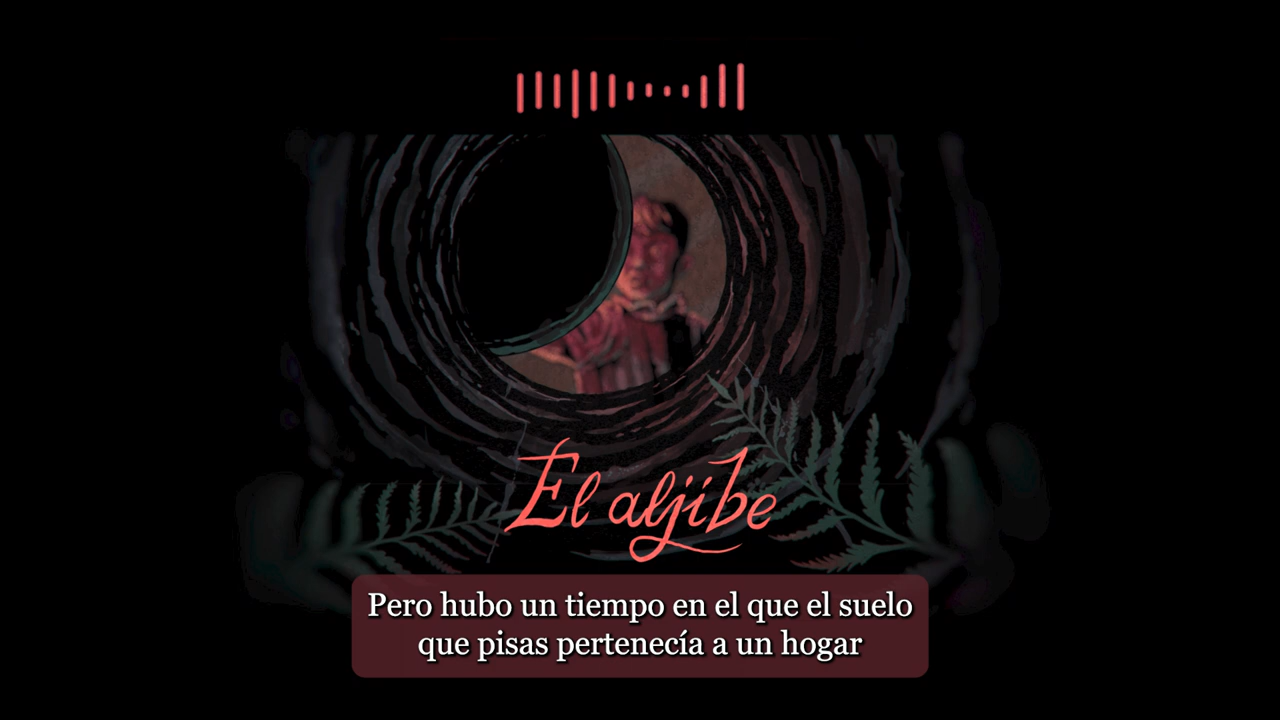 El aljibe
Pero hubo un tiempo en el que el suelo
que pisas pertenecía a un hogar